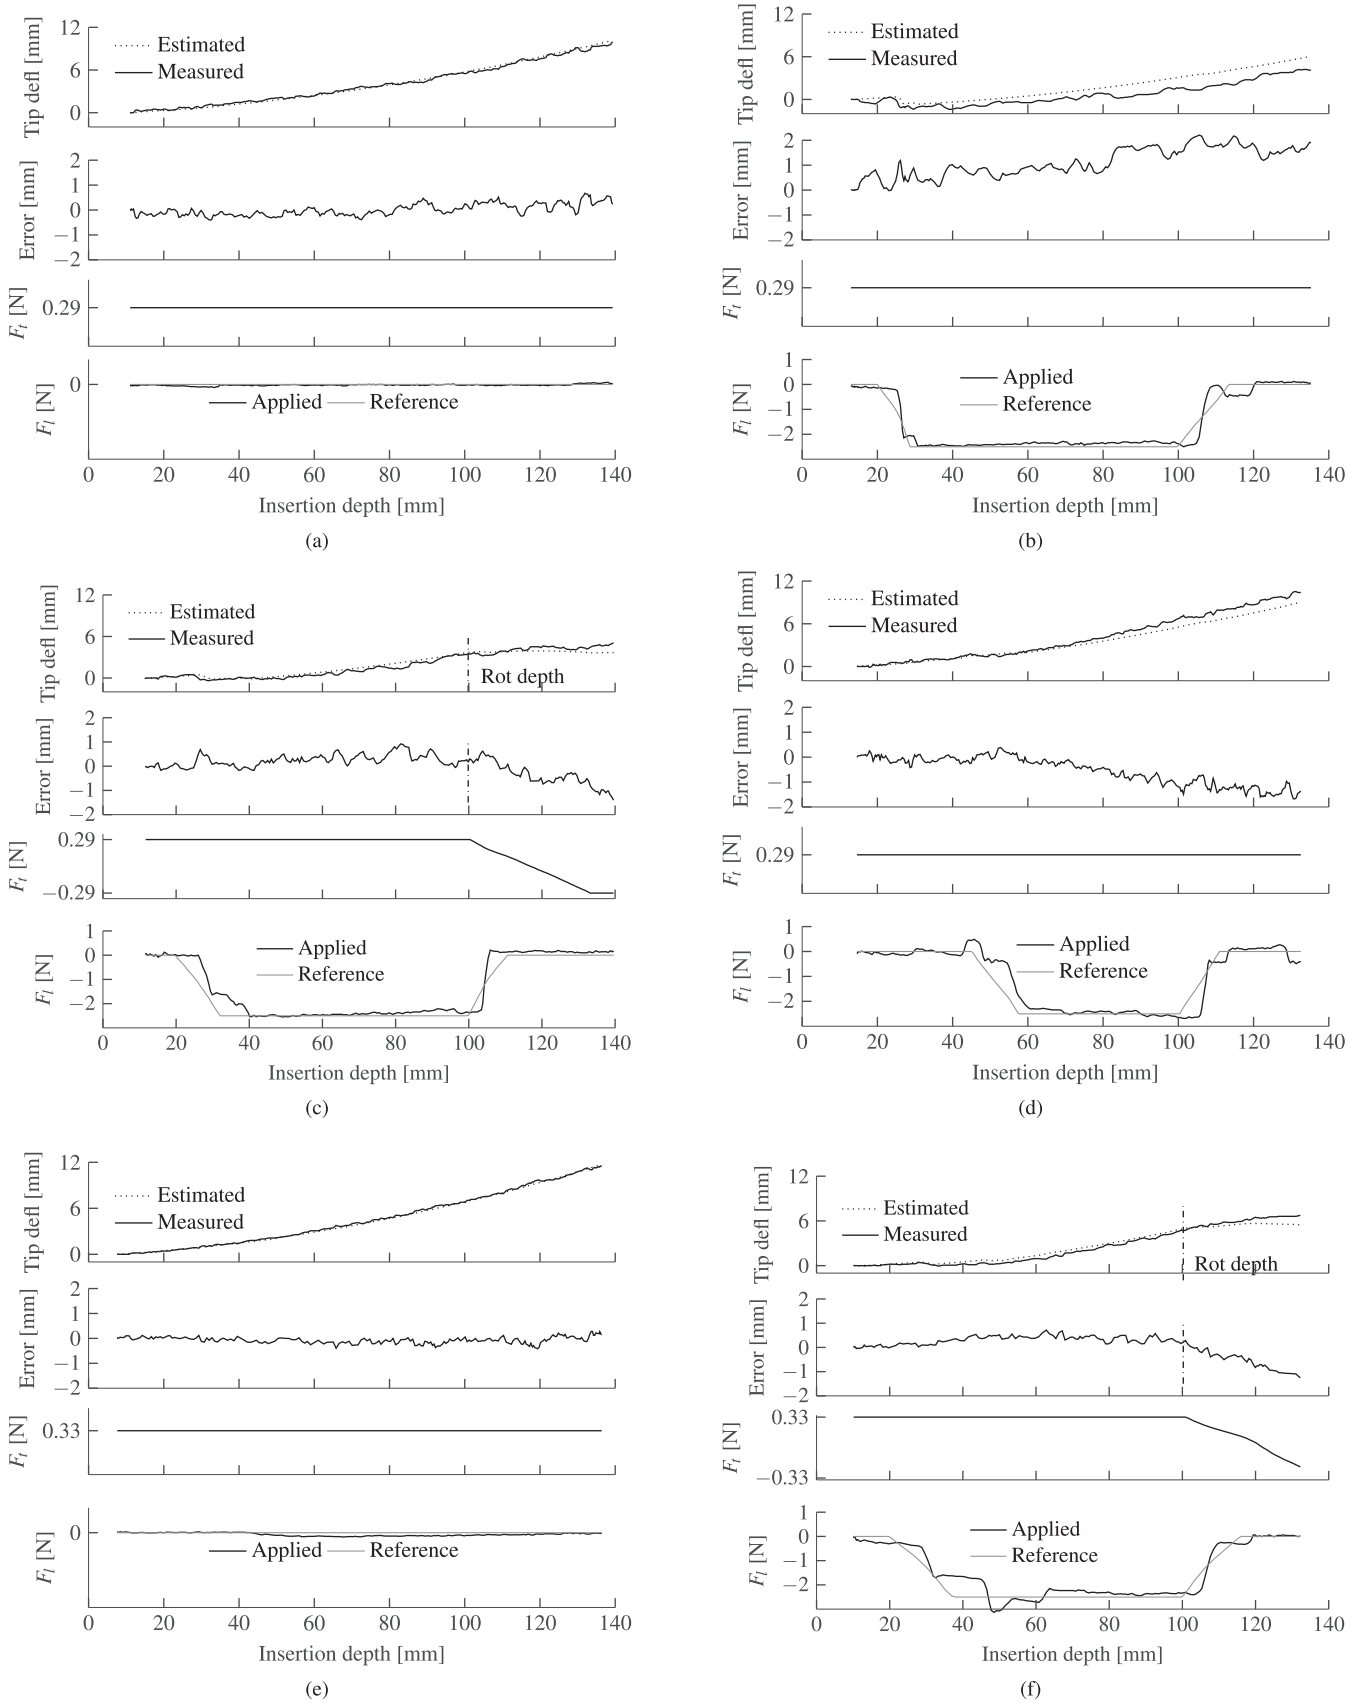 Tip defl [mm]
12
6
0
Estimated
Measured
Error [mm]
2
1
0
−1
−2
F_t [N]
0.29
F_l [N]
0
Applied
Reference
0 20 40 60 80 100 120 140
Insertion depth [mm]
(a)
Tip defl [mm]
12
6
0
Estimated
Measured
Error [mm]
2
1
0
−1
−2
F_t [N]
0.29
F_l [N]
1
0
−1
−2
Applied
Reference
0 20 40 60 80 100 120 140
Insertion depth [mm]
(b)
Tip defl [mm]
12
6
0
Estimated
Measured
Rot depth
Error [mm]
2
1
0
−1
−2
F_t [N]
0.29
−0.29
F_l [N]
1
0
−1
−2
Applied
Reference
0 20 40 60 80 100 120 140
Insertion depth [mm]
(c)
Tip defl [mm]
12
6
0
Estimated
Measured
Error [mm]
2
1
0
−1
−2
F_t [N]
0.29
F_l [N]
1
0
−1
−2
Applied
Reference
0 20 40 60 80 100 120 140
Insertion depth [mm]
(d)
Tip defl [mm]
12
6
0
Estimated
Measured
Error [mm]
2
1
0
−1
−2
F_t [N]
0.33
F_l [N]
0
Applied
Reference
0 20 40 60 80 100 120 140
Insertion depth [mm]
(e)
Tip defl [mm]
12
6
0
Estimated
Measured
Rot depth
Error [mm]
2
1
0
−1
−2
F_t [N]
0.33
−0.33
F_l [N]
1
0
−1
−2
Applied
Reference
0 20 40 60 80 100 120 140
Insertion depth [mm]
(f)